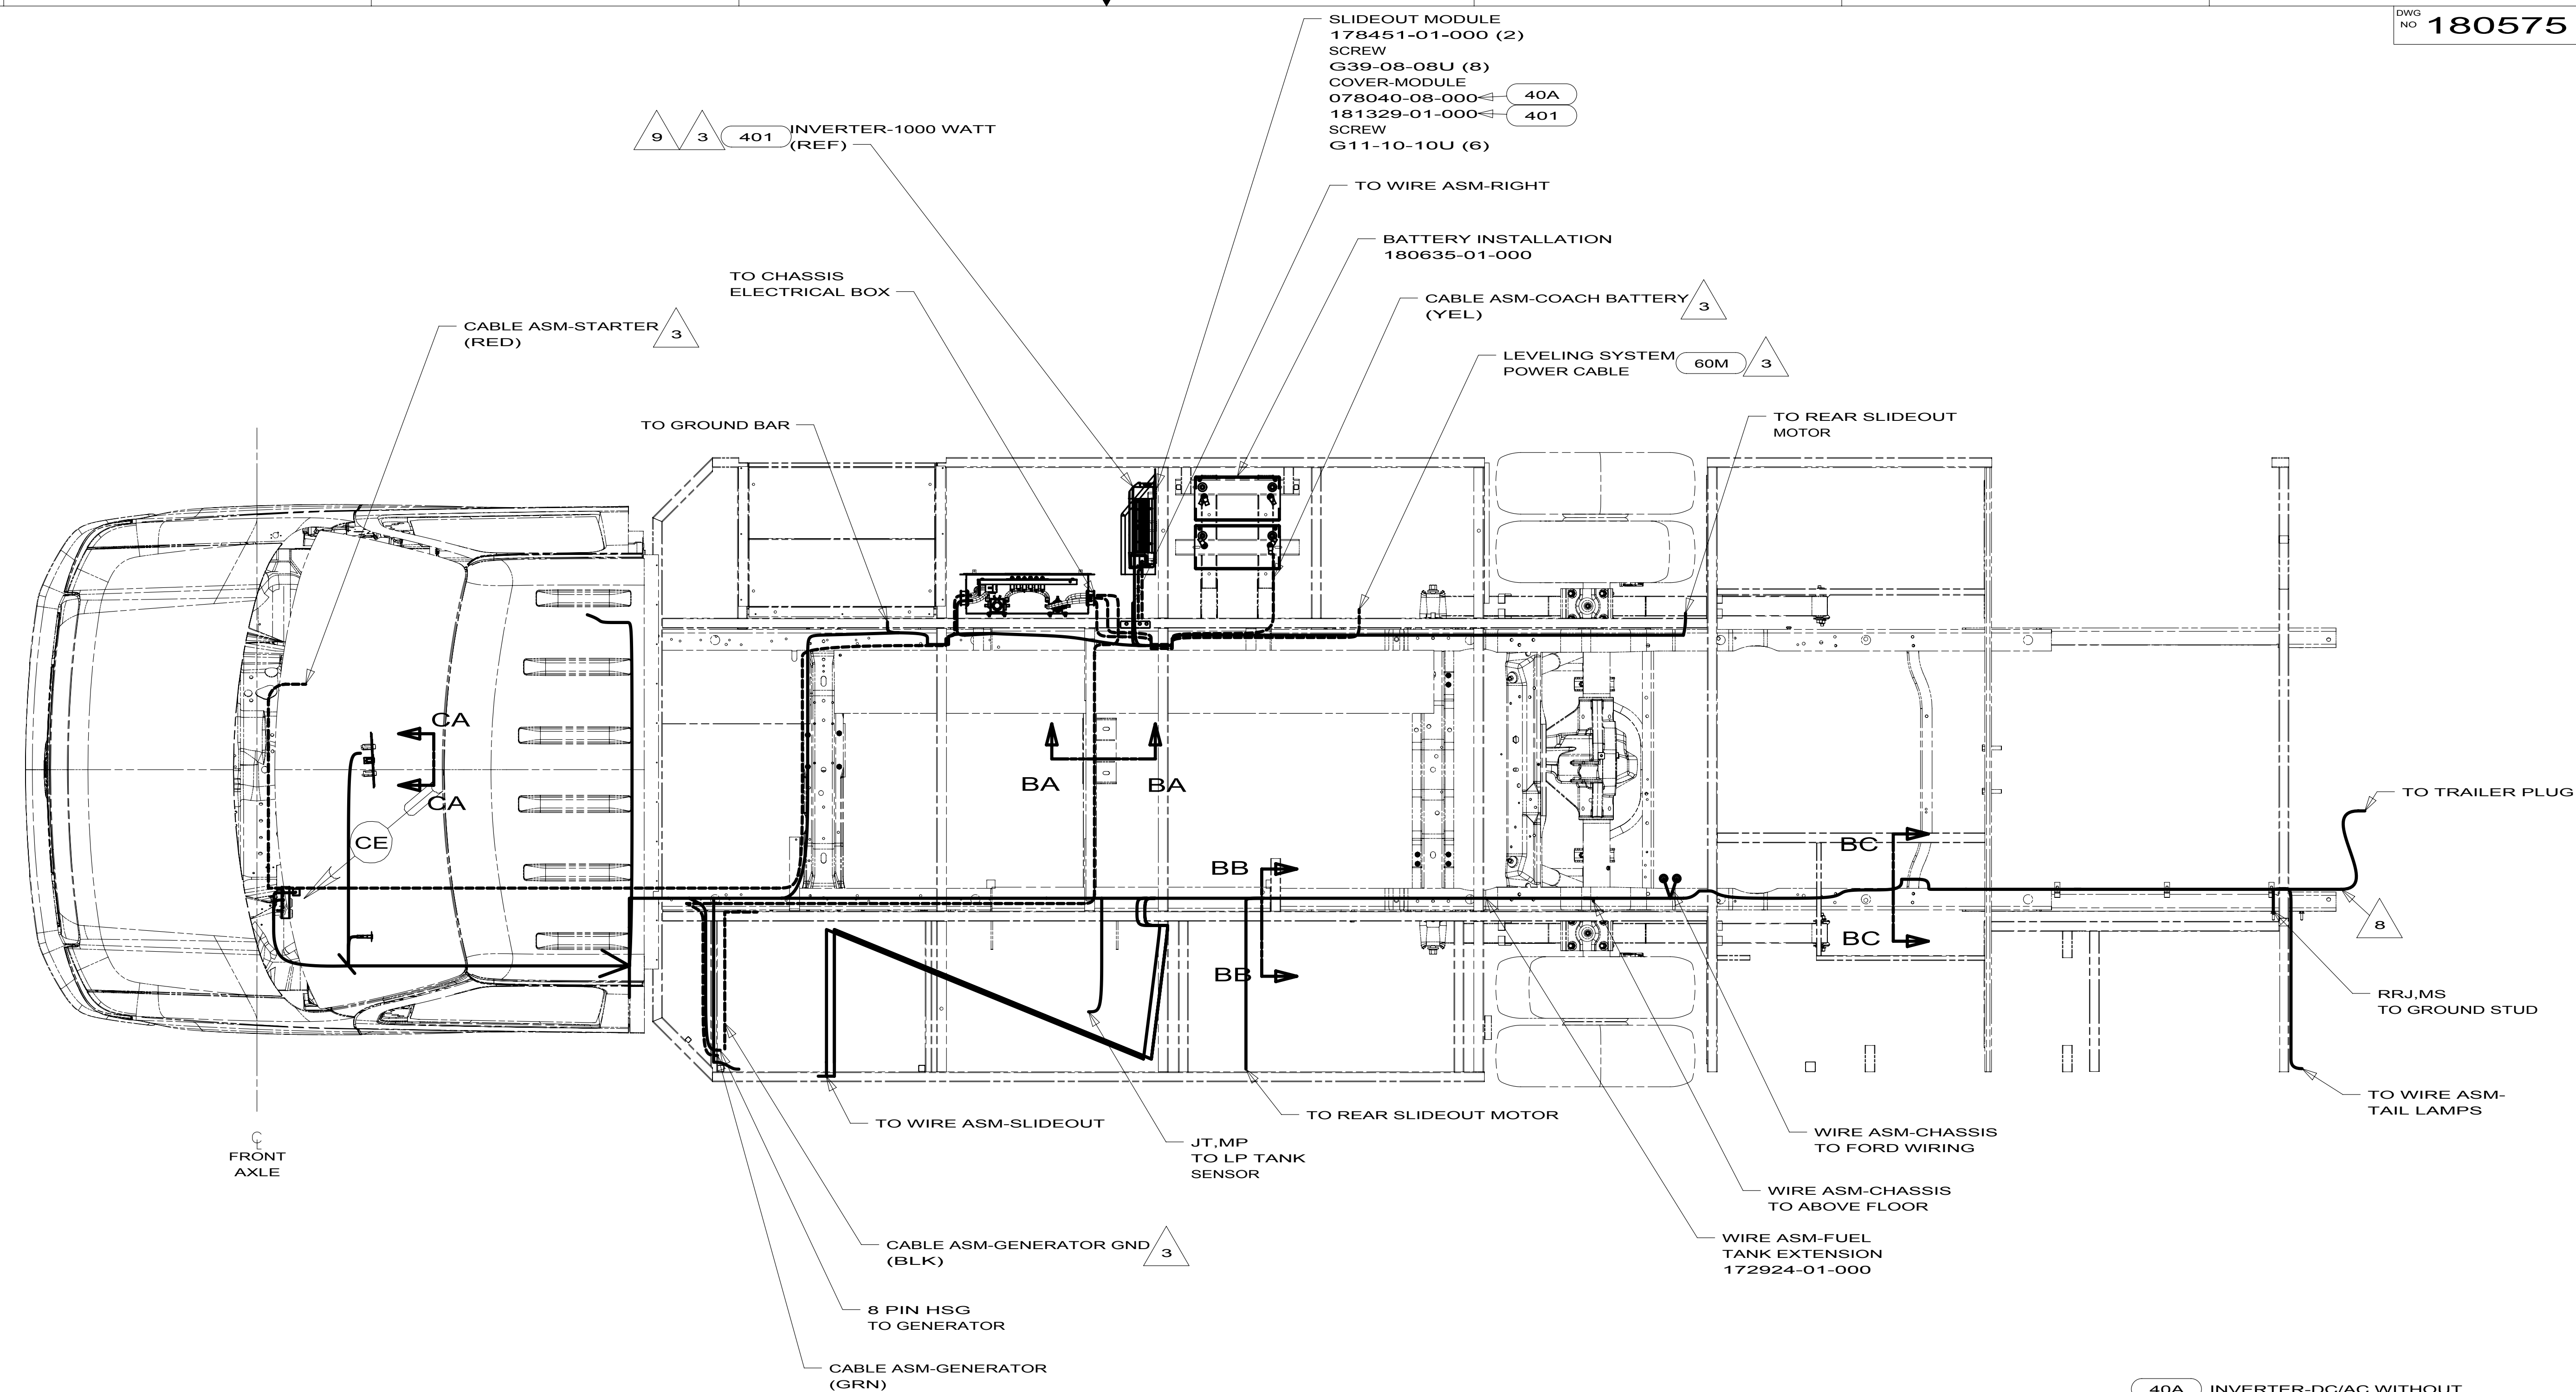 DWG
NO 180575
SLIDEOUT MODULE
178451-01-000 (2)
SCREW
G39-08-08U (8)
COVER-MODULE
078040-08-000 40A
181329-01-000 401
SCREW
G11-10-10U (6)
9 3 401 INVERTER-1000 WATT
(REF)
TO WIRE ASM-RIGHT
BATTERY INSTALLATION
180635-01-000
TO CHASSIS
ELECTRICAL BOX
CABLE ASM-COACH BATTERY 3
(YEL)
CABLE ASM-STARTER 3
(RED)
LEVELING SYSTEM 60M 3
POWER CABLE
TO GROUND BAR
TO REAR SLIDEOUT
MOTOR
CA
CA
CE
BA BA
BB
BB
BC
BC
TO TRAILER PLUG
8
RRJ,MS
TO GROUND STUD
TO WIRE ASM-
TAIL LAMPS
TO WIRE ASM-SLIDEOUT
TO REAR SLIDEOUT MOTOR
JT,MP
TO LP TANK
SENSOR
WIRE ASM-CHASSIS
TO FORD WIRING
CL
FRONT
AXLE
WIRE ASM-CHASSIS
TO ABOVE FLOOR
CABLE ASM-GENERATOR GND 3
(BLK)
WIRE ASM-FUEL
TANK EXTENSION
172924-01-000
8 PIN HSG
TO GENERATOR
CABLE ASM-GENERATOR
(GRN)
40A INVERTER-DC/AC WITHOUT